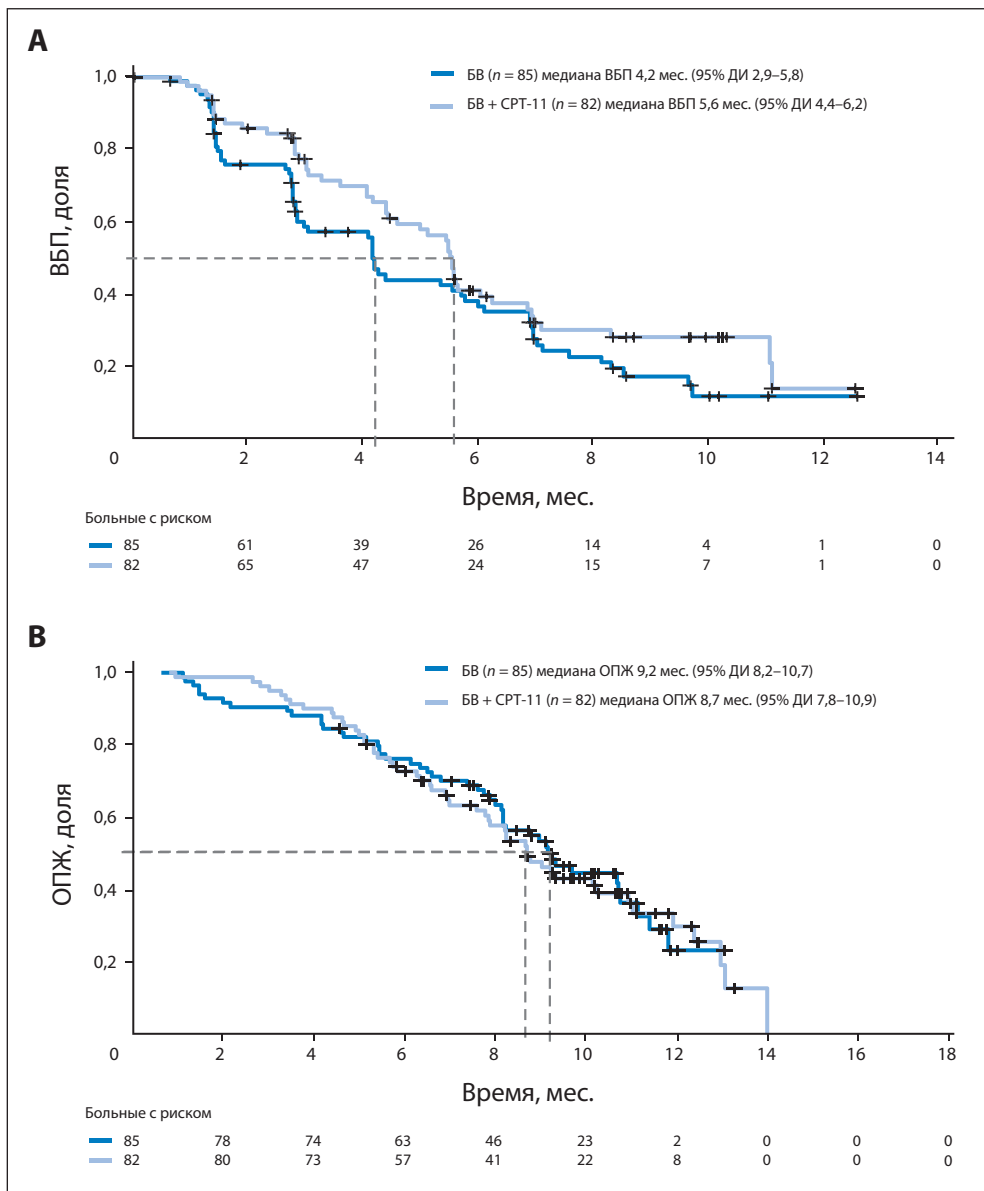 A
1,0
0,8
0,6
0,4
0,2
ВБП, доля
БВ (n = 85) медиана ВБП 4,2 мес. (95% ДИ 2,9–5,8)
БВ + CPT-11 (n = 82) медиана ВБП 5,6 мес. (95% ДИ 4,4–6,2)
0 2 4 6 8 10 12 14
Время, мес.
Больные с риском
85 61 39 26 14 4 1 0
82 65 47 24 15 7 1 0
B
1,0
0,8
0,6
0,4
0,2
ОПЖ, доля
БВ (n = 85) медиана ОПЖ 9,2 мес. (95% ДИ 8,2–10,7)
БВ + CPT-11 (n = 82) медиана ОПЖ 8,7 мес. (95% ДИ 7,8–10,9)
0 2 4 6 8 10 12 14 16 18
Время, мес.
Больные с риском
85 78 74 63 46 23 2 0 0 0
82 80 73 57 41 22 8 0 0 0